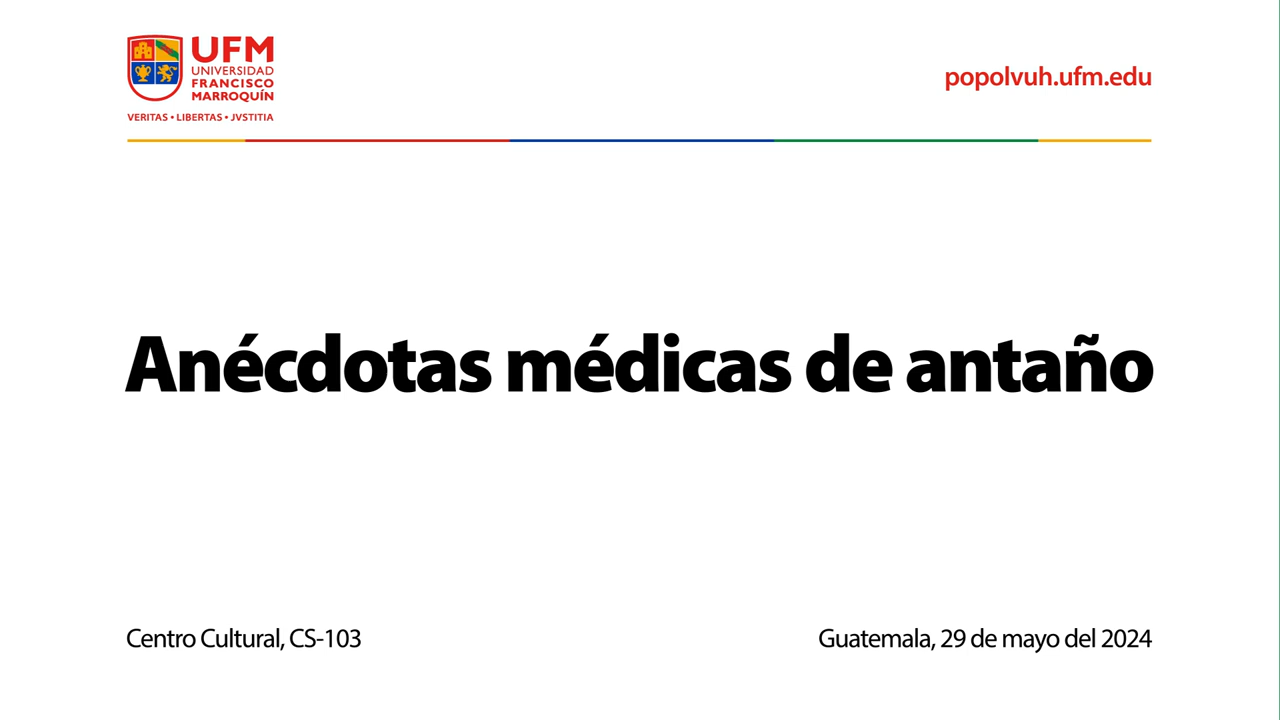 UFM
UNIVERSIDAD
FRANCISCO
MARROQUÍN
VERITAS • LIBERTAS • JVSTITIA
popolvuh.ufm.edu
Anécdotas médicas de antaño
Centro Cultural, CS-103
Guatemala, 29 de mayo del 2024